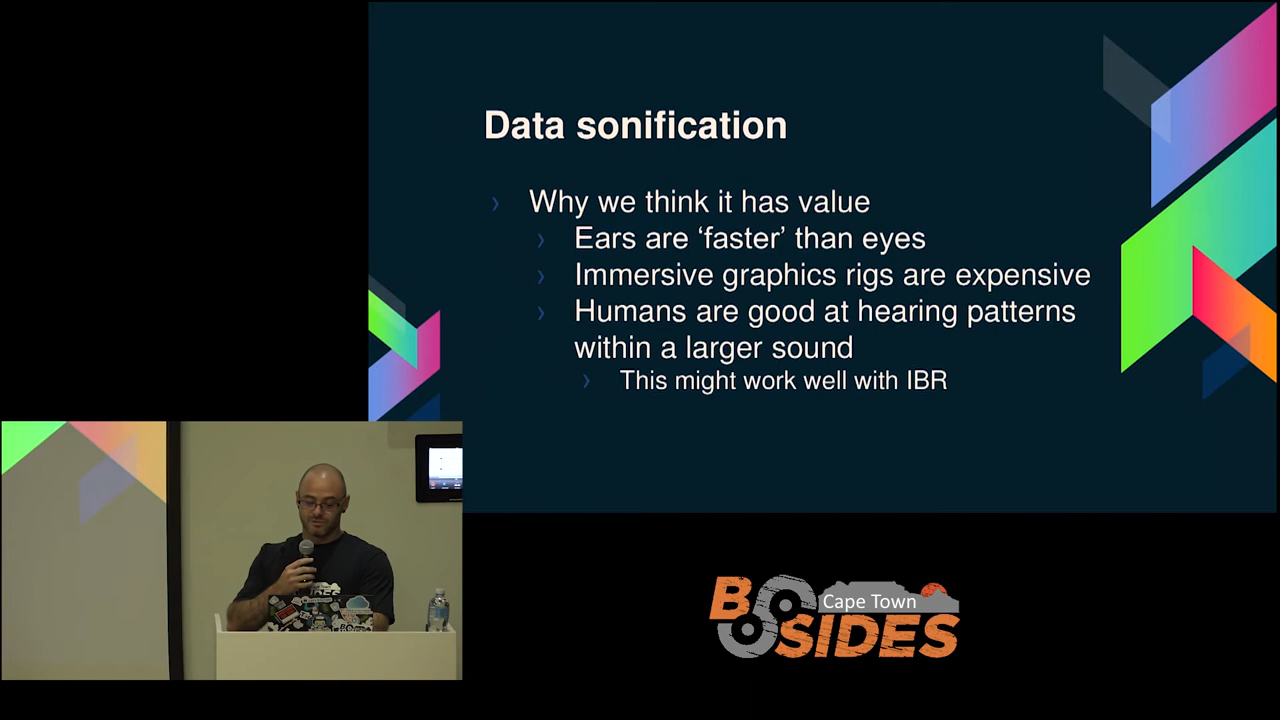 Data sonification
Why we think it has value
Ears are ‘faster’ than eyes
Immersive graphics rigs are expensive
Humans are good at hearing patterns
within a larger sound
This might work well with IBR
SIDES
B SIDES
Cape Town